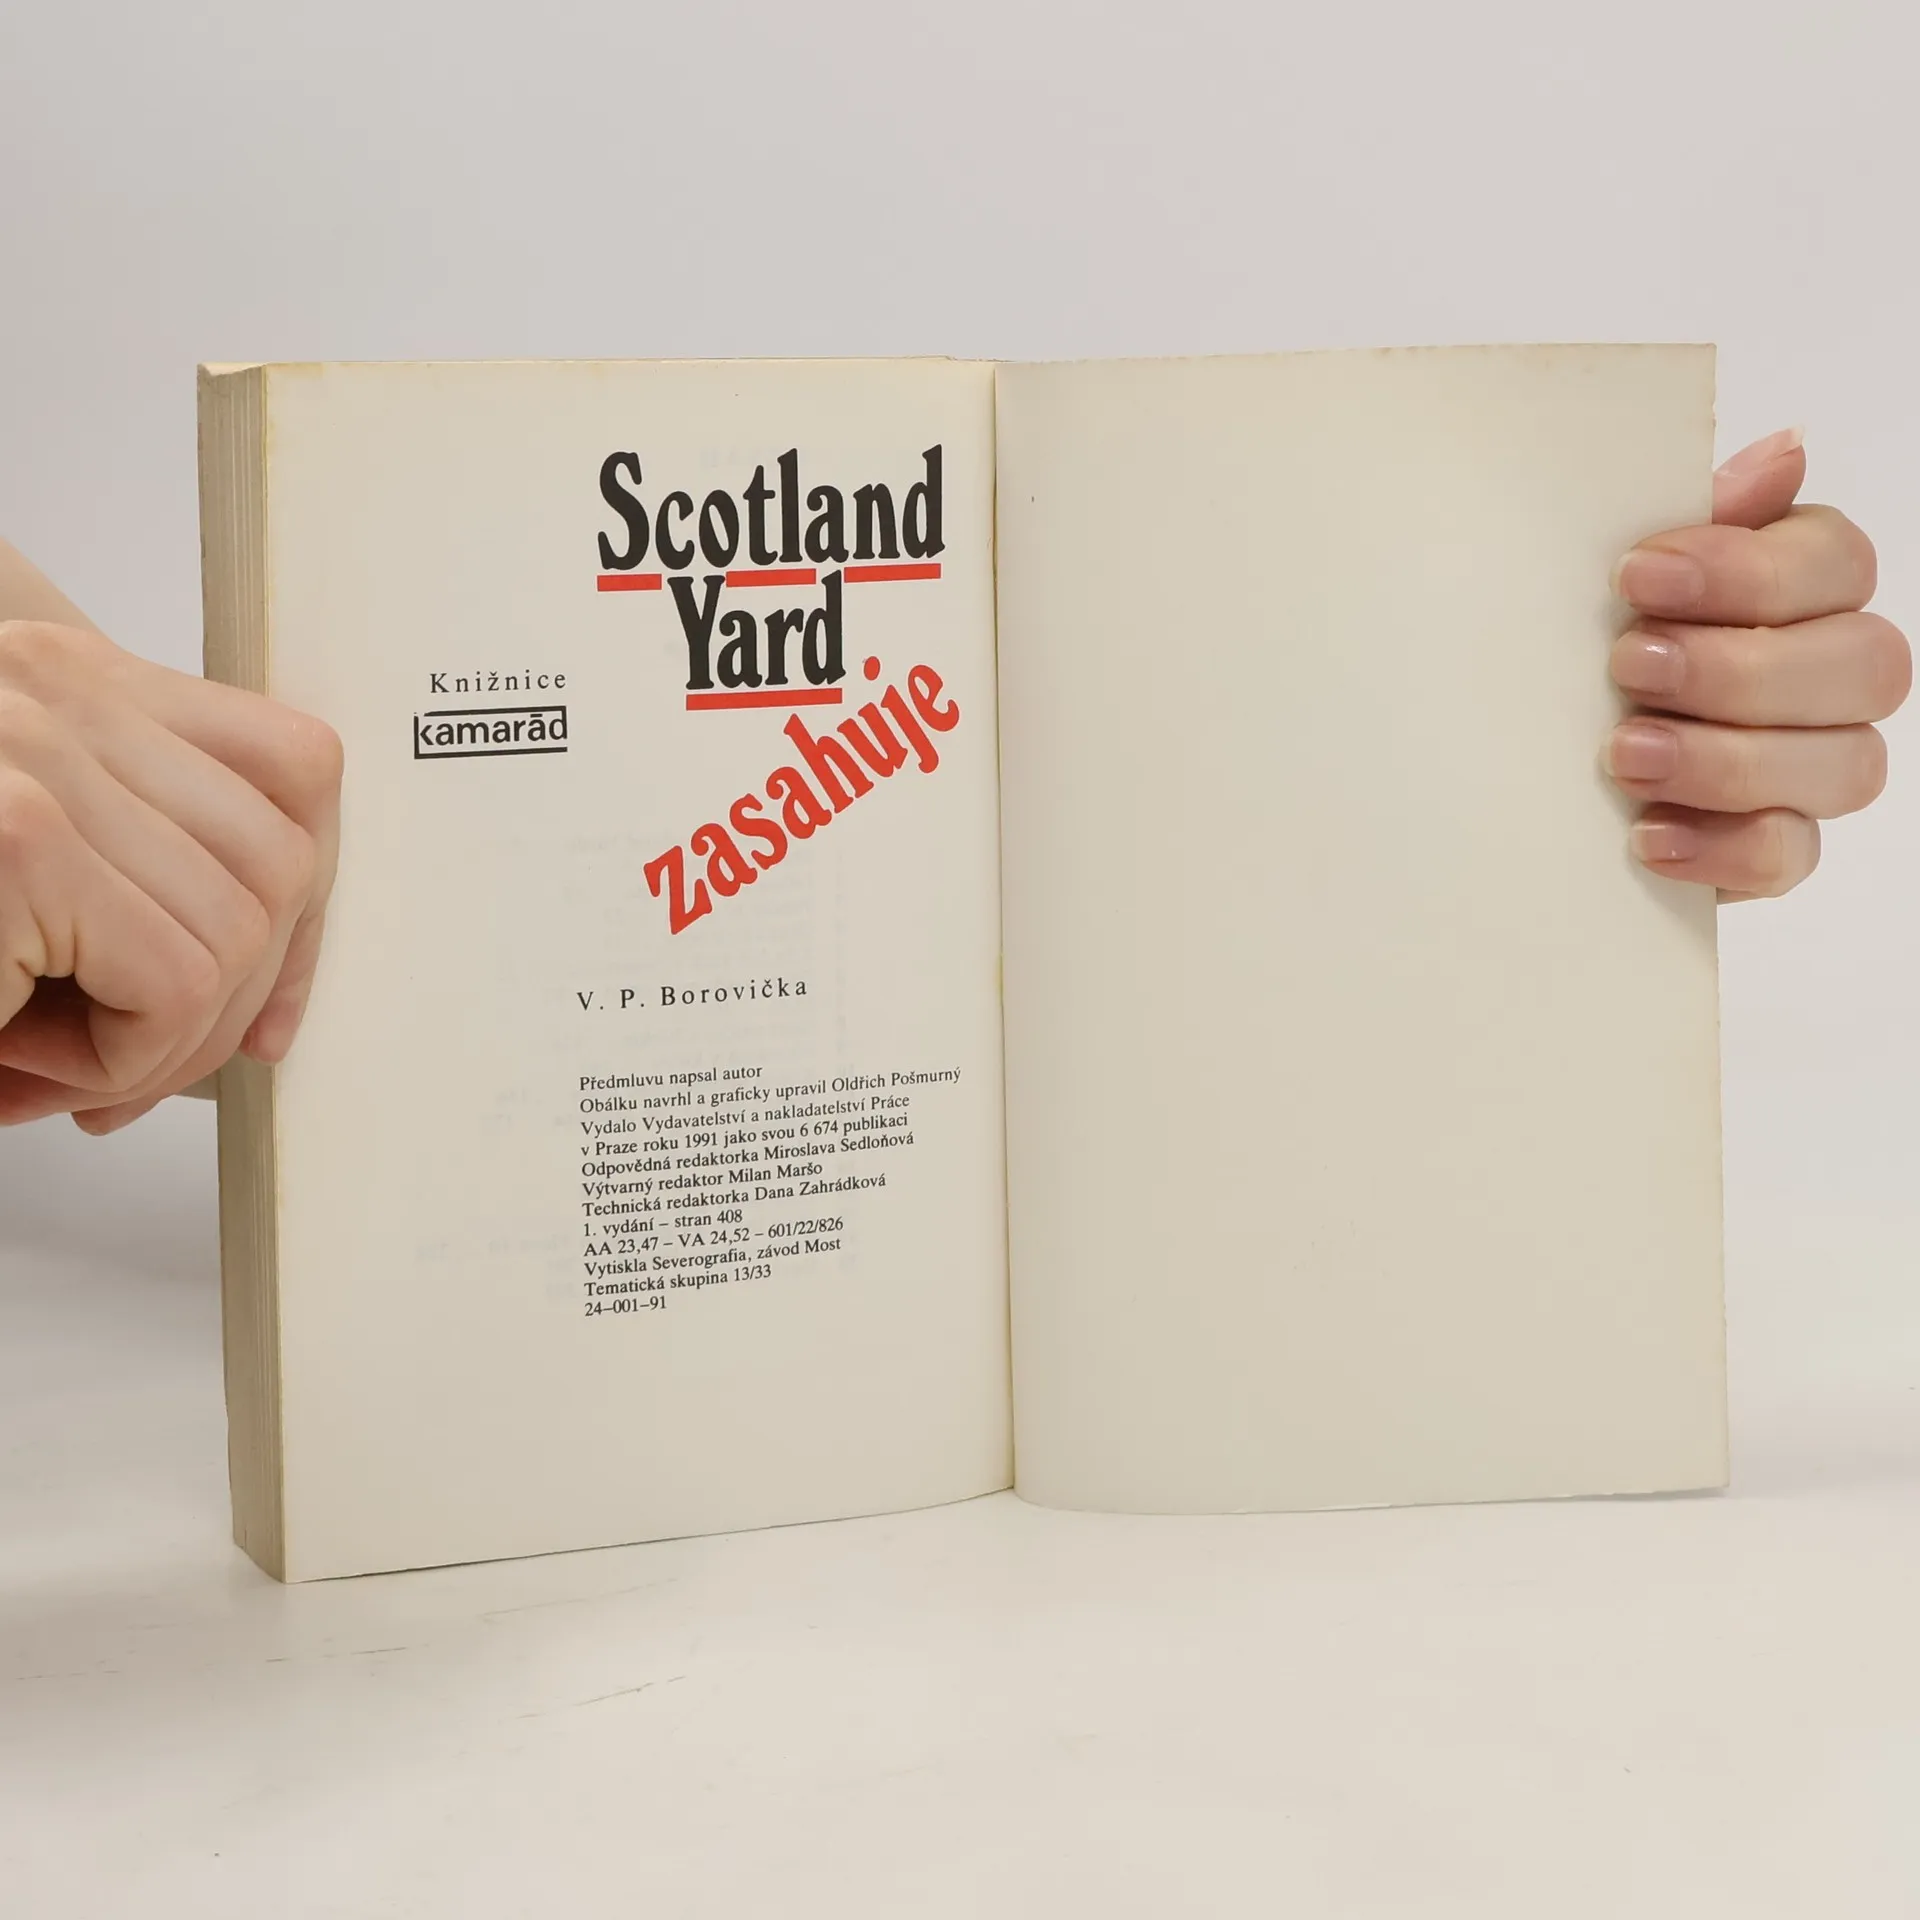 Scotland
Yard
zasahuje
Knižnice
kamarād
V. P. Borovička
Předmluvu napsal autor
Obálku navrhl a graficky upravil Oldřich Pošmurný
Vydalo Vydavatelství a nakladatelství Práce
v Praze roku 1991 jako svou 6 674 publikaci
Odpovědná redaktorka Miroslava Sedloňová
Výtvarný redaktor Milan Maršo
Technická redaktorka Dana Zahrádková
1. vydání – stran 408
AA 23,47 – VA 24,52 – 601/22/826
Vytiskla Severografia, závod Most
Tematická skupina 13/33
24–001–91